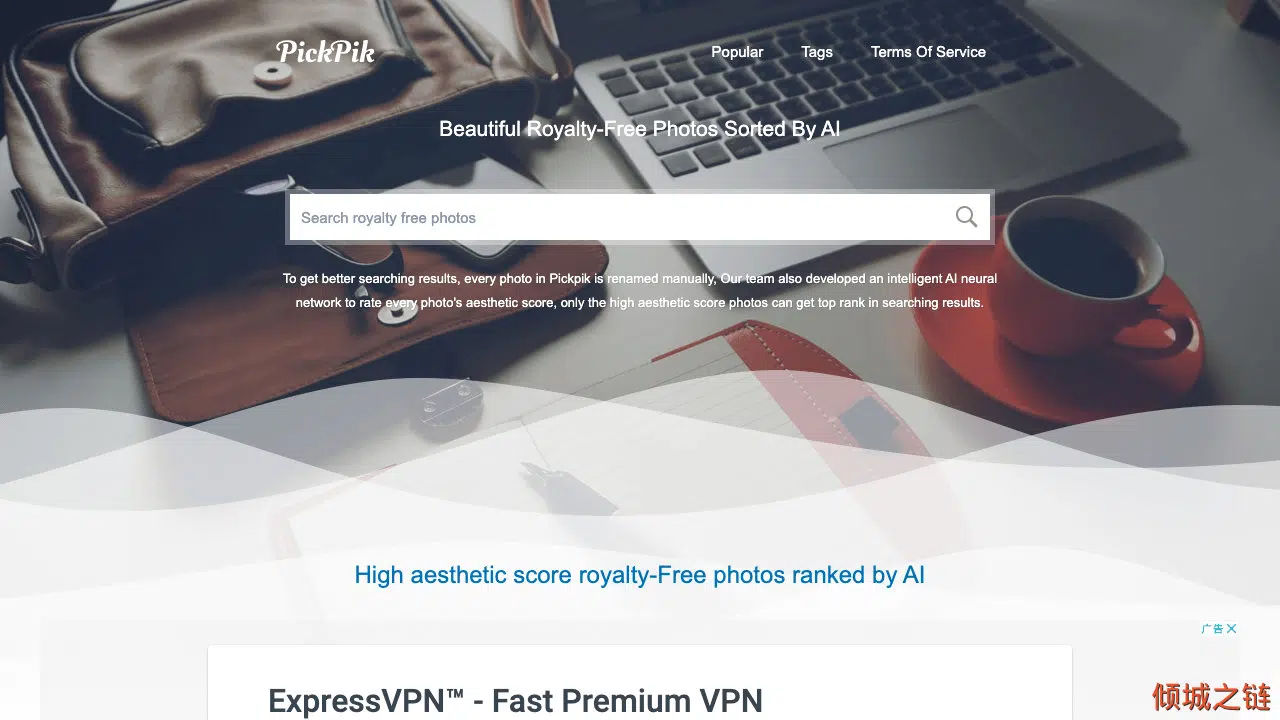 PickPik
Popular
Tags
Terms Of Service
Beautiful Royalty-Free Photos Sorted By AI
Search royalty free photos
To get better searching results, every photo in Pickpik is renamed manually, Our team also developed an intelligent AI neural
network to rate every photo's aesthetic score, only the high aesthetic score photos can get top rank in searching results.
High aesthetic score royalty-Free photos ranked by AI
广告
ExpressVPN™ - Fast Premium VPN
倾城之链